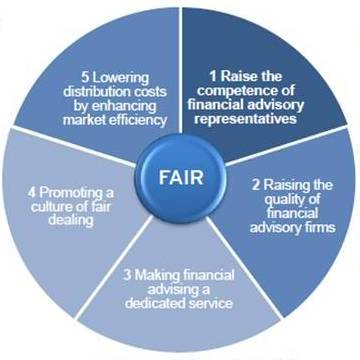 1 Raise the
competence of
financial advisory
representatives
2 Raising the
quality of
financial
advisory firms
3 Making financial
advising a
dedicated service
4 Promoting a
culture of fair
dealing
5 Lowering
distribution costs
by enhancing
market efficiency
FAIR